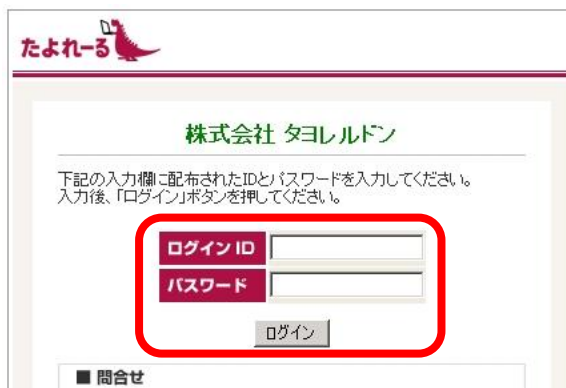 たよれーる
株式会社 タヨレルドン
下記の入力欄に配布されたIDとパスワードを入力してください。
入力後、「ログイン」ボタンを押してください。
ログイン ID
パスワード
ログイン
■ 問合せ